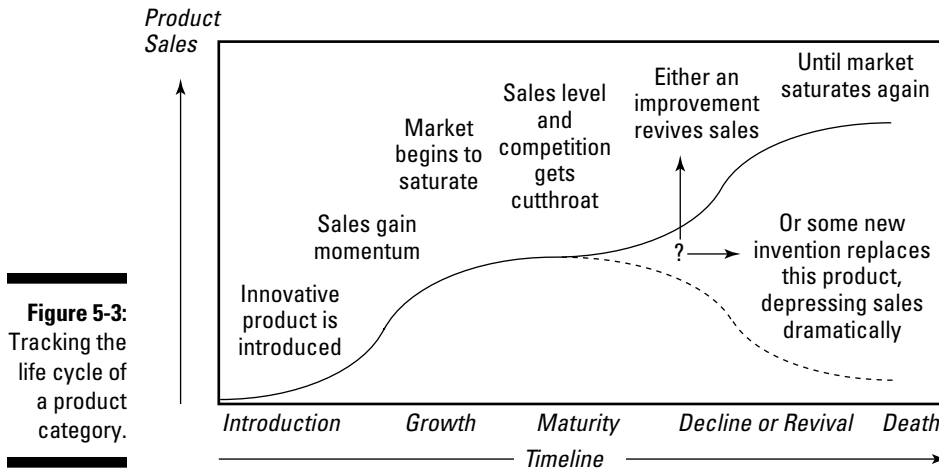 Product
Sales
Innovative
product is
introduced
Sales gain
momentum
Market
begins to
saturate
Sales level
and
competition
gets
cutthroat
Either an
improvement
revives sales
Until market
saturates again
?
Or some new
invention replaces
this product,
depressing sales
dramatically
Introduction Growth Maturity Decline or Revival Death
Timeline
Figure 5-3:
Tracking the
life cycle of
a product
category.